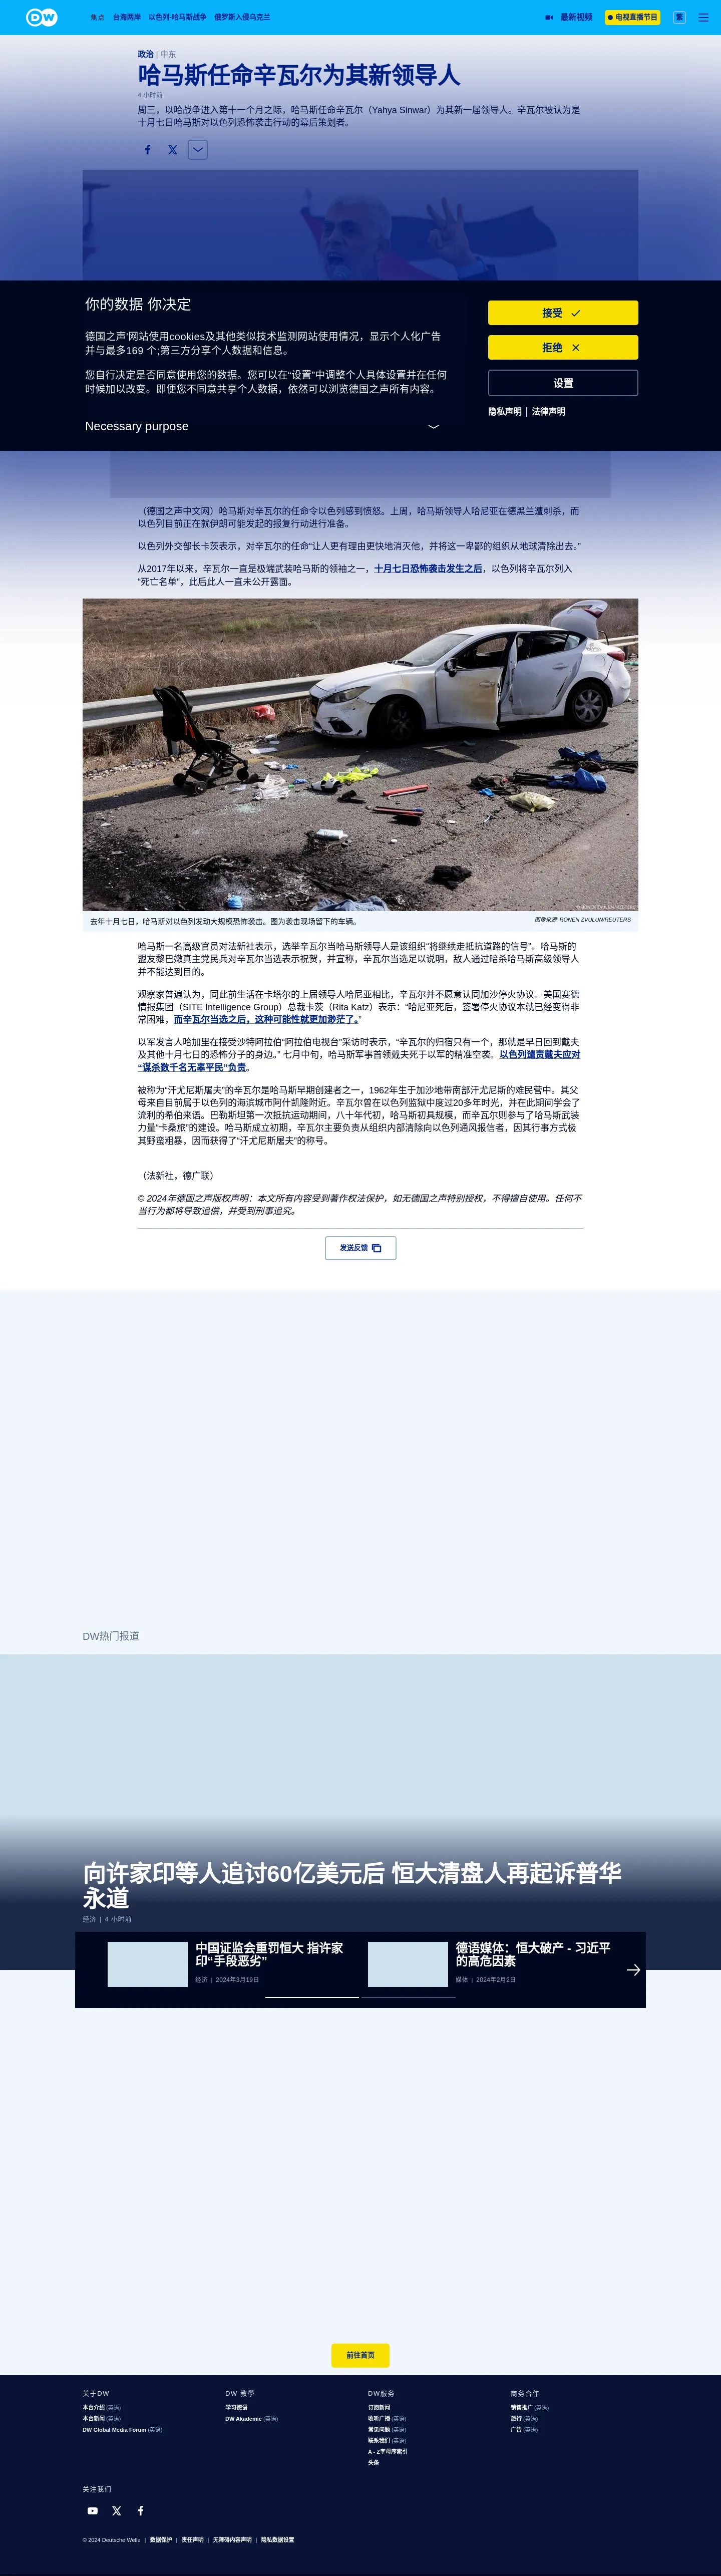 DW
焦点 台海两岸 以色列-哈马斯战争 俄罗斯入侵乌克兰
最新视频 电视直播节目 繁
政治 | 中东
哈马斯任命辛瓦尔为其新领导人
4 小时前
周三，以哈战争进入第十一个月之际，哈马斯任命辛瓦尔（Yahya Sinwar）为其新一届领导人。辛瓦尔被认为是
十月七日哈马斯对以色列恐怖袭击行动的幕后策划者。
你的数据 你决定
德国之声'网站使用cookies及其他类似技术监测网站使用情况，显示个人化广告
并与最多169 个;第三方分享个人数据和信息。
您自行决定是否同意使用您的数据。您可以在"设置"中调整个人具体设置并在任何
时候加以改变。即便您不同意共享个人数据，依然可以浏览德国之声所有内容。
Necessary purpose
接受
拒绝
设置
隐私声明 | 法律声明
（德国之声中文网）哈马斯对辛瓦尔的任命令以色列感到愤怒。上周，哈马斯领导人哈尼亚在德黑兰遭刺杀，而
以色列目前正在就伊朗可能发起的报复行动进行准备。
以色列外交部长卡茨表示，对辛瓦尔的任命“让人更有理由更快地消灭他，并将这一卑鄙的组织从地球清除出去。”
从2017年以来，辛瓦尔一直是极端武装哈马斯的领袖之一，十月七日恐怖袭击发生之后，以色列将辛瓦尔列入
“死亡名单”，此后此人一直未公开露面。
去年十月七日，哈马斯对以色列发动大规模恐怖袭击。图为袭击现场留下的车辆。
图像来源: RONEN ZVULUN/REUTERS
哈马斯一名高级官员对法新社表示，选举辛瓦尔当哈马斯领导人是该组织“将继续走抵抗道路的信号”。哈马斯的
盟友黎巴嫩真主党民兵对辛瓦尔当选表示祝贺，并宣称，辛瓦尔当选足以说明，敌人通过暗杀哈马斯高级领导人
并不能达到目的。
观察家普遍认为，同此前生活在卡塔尔的上届领导人哈尼亚相比，辛瓦尔并不愿意认同加沙停火协议。美国赛德
情报集团（SITE Intelligence Group）总裁卡茨（Rita Katz）表示：“哈尼亚死后，签署停火协议本就已经变得非
常困难，而辛瓦尔当选之后，这种可能性就更加渺茫了。”
以军发言人哈加里在接受沙特阿拉伯“阿拉伯电视台”采访时表示，“辛瓦尔的归宿只有一个，那就是早日回到戴夫
及其他十月七日的恐怖分子的身边。” 七月中旬，哈马斯军事首领戴夫死于以军的精准空袭。以色列谴责戴夫应对
“谋杀数千名无辜平民”负责。
被称为“汗尤尼斯屠夫”的辛瓦尔是哈马斯早期创建者之一，1962年生于加沙地带南部汗尤尼斯的难民营中。其父
母来自目前属于以色列的海滨城市阿什凯隆附近。辛瓦尔曾在以色列监狱中度过20多年时光，并在此期间学会了
流利的希伯来语。巴勒斯坦第一次抵抗运动期间，八十年代初，哈马斯初具规模，而辛瓦尔则参与了哈马斯武装
力量“卡桑旅”的建设。哈马斯成立初期，辛瓦尔主要负责从组织内部清除向以色列通风报信者，因其行事方式极
其野蛮粗暴，因而获得了“汗尤尼斯屠夫”的称号。
（法新社，德广联）
© 2024年德国之声版权声明：本文所有内容受到著作权法保护，如无德国之声特别授权，不得擅自使用。任何不
当行为都将导致追偿，并受到刑事追究。
发送反馈
DW热门报道
向许家印等人追讨60亿美元后 恒大清盘人再起诉普华
永道
经济 | 4 小时前
中国证监会重罚恒大 指许家
印“手段恶劣”
经济 | 2024年3月19日
德语媒体：恒大破产 - 习近平
的高危因素
媒体 | 2024年2月2日
前往首页
关于DW
本台介绍 (英语)
本台新闻 (英语)
DW Global Media Forum (英语)
DW 教學
学习德语
DW Akademie (英语)
DW服务
订阅新闻
收听广播 (英语)
常见问题 (英语)
联系我们 (英语)
A - Z字母序索引
头条
商务合作
销售推广 (英语)
旅行 (英语)
广告 (英语)
关注我们
© 2024 Deutsche Welle | 数据保护 | 责任声明 | 无障碍内容声明 | 隐私数据设置